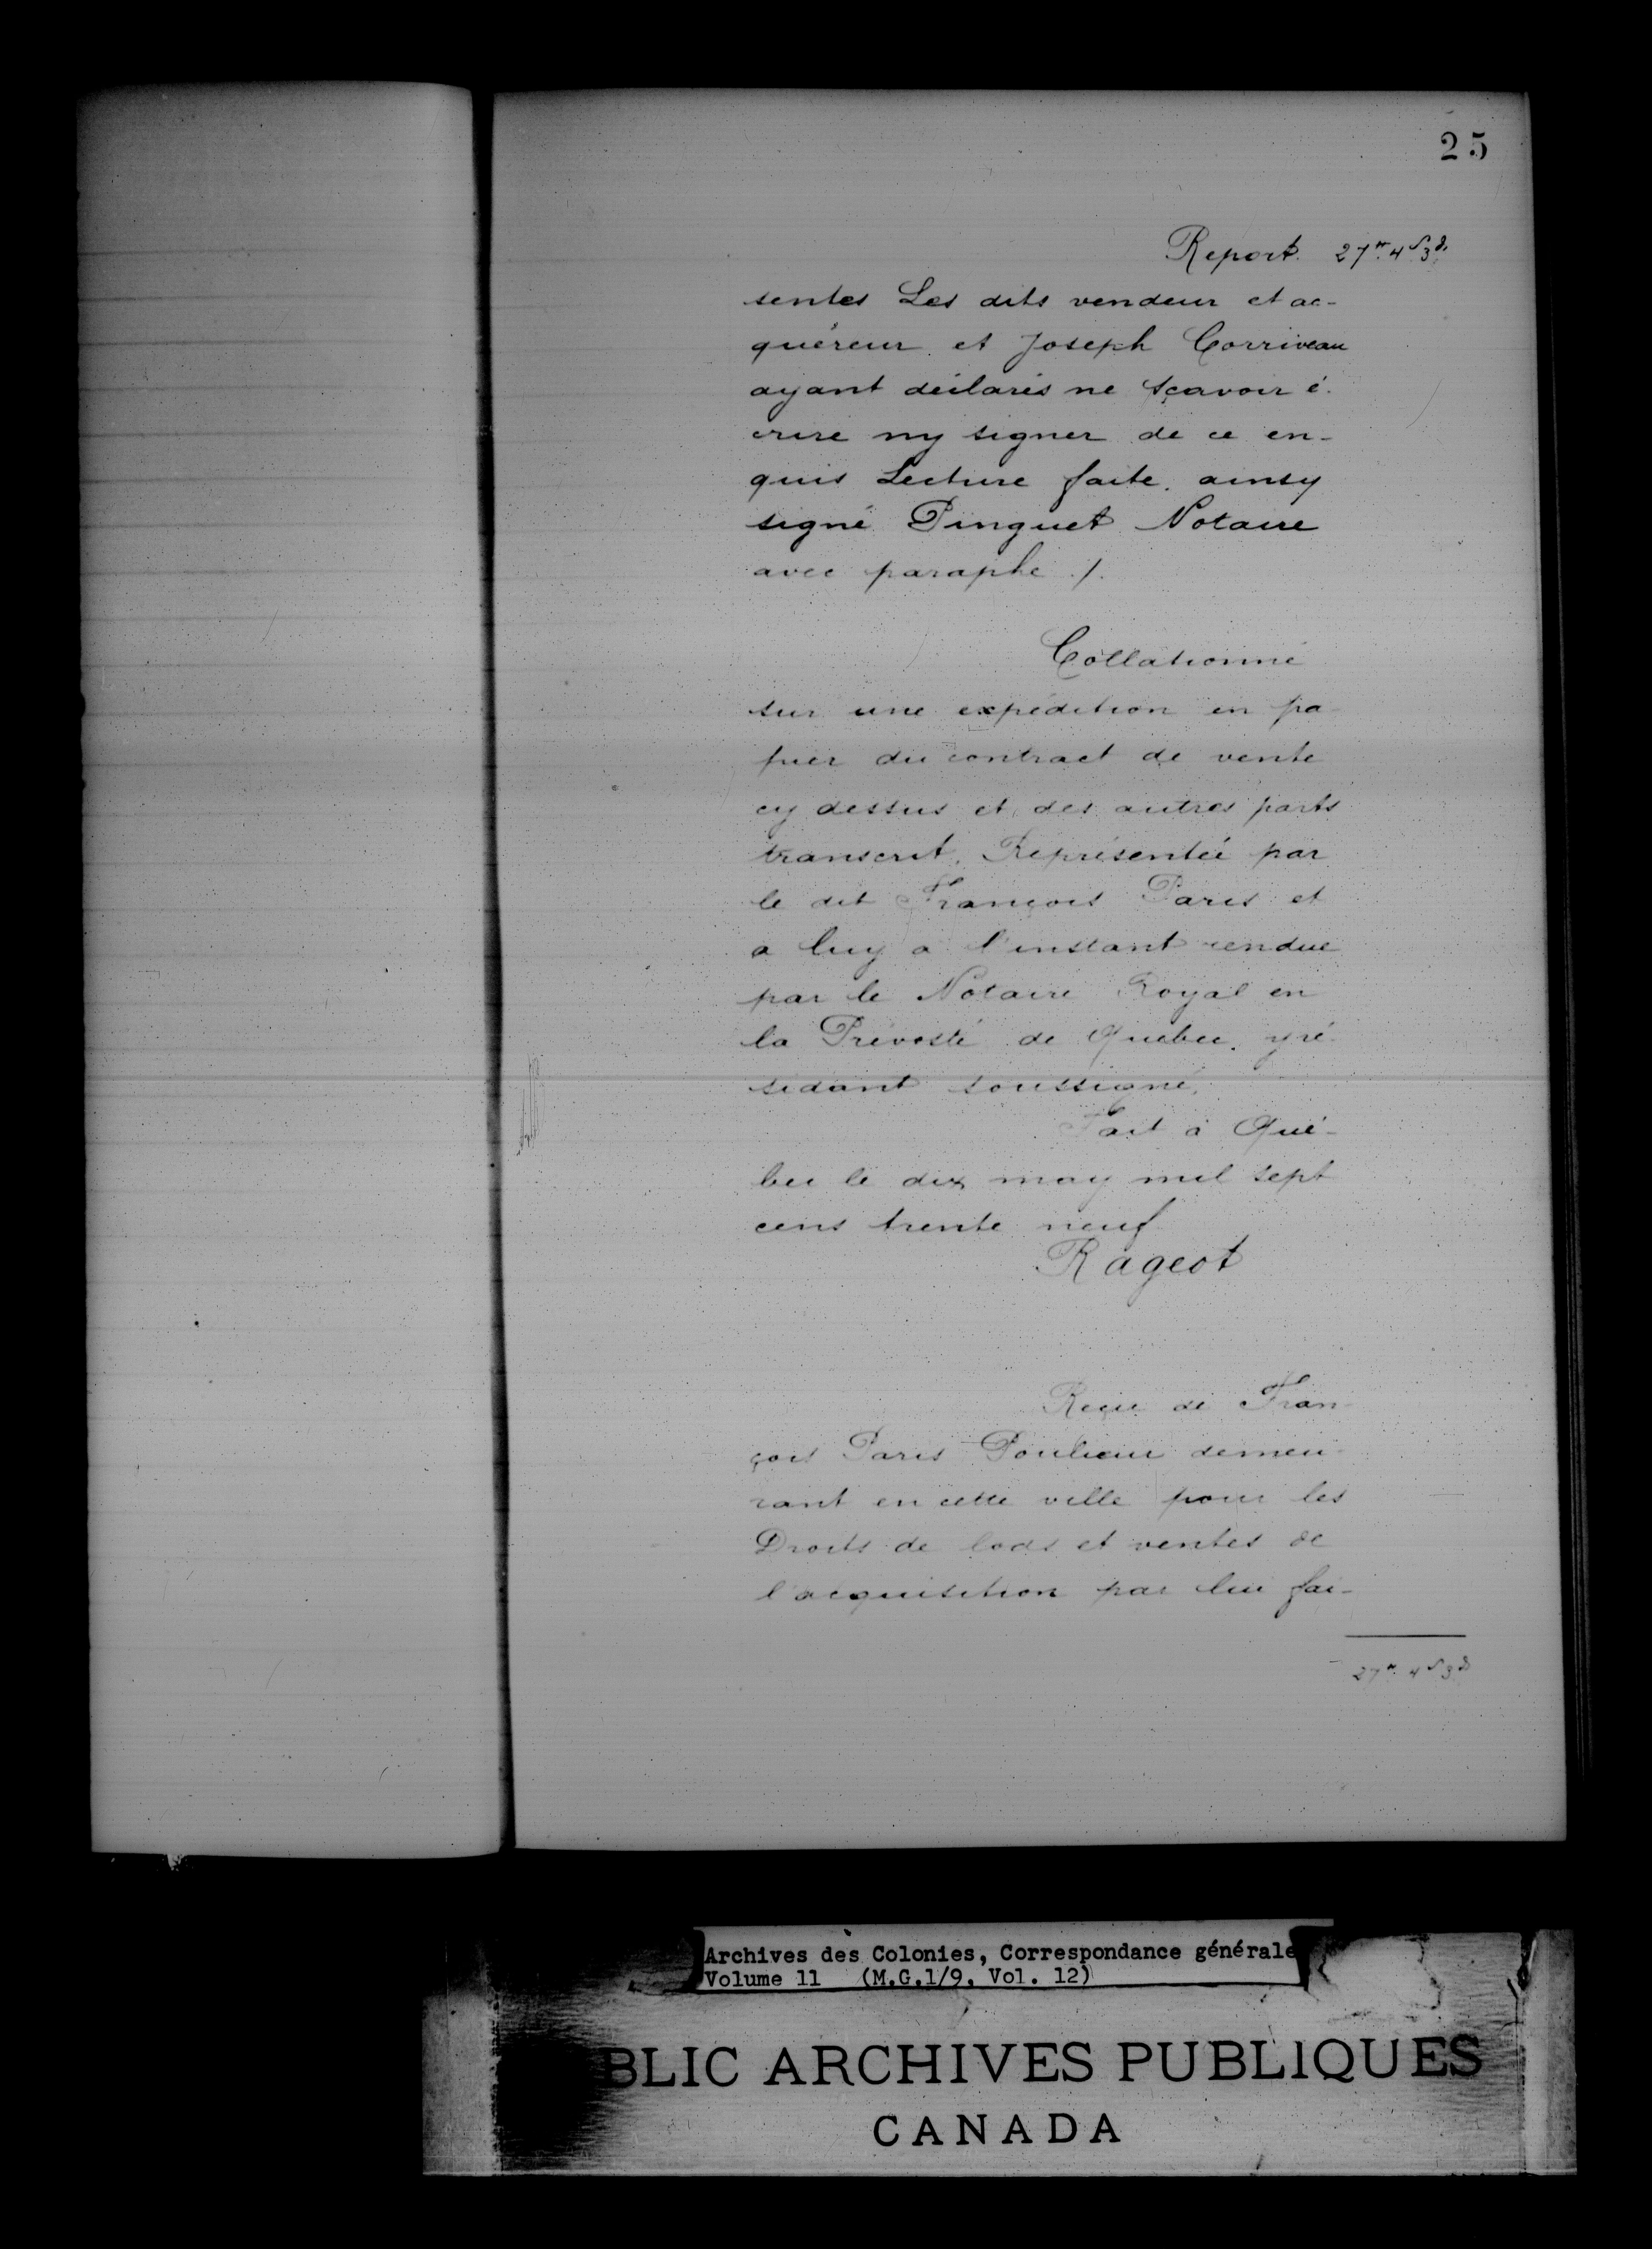 25
Report. 27# 4s 3d
sentes Les dits vendeur et ac-
quéreur et Joseph Corriveau
ayant déclarés ne sçavoir é-
crire ny signer de ce en-
quis Lecture faite. ainsy
signé Pinguet Notaire
avec paraphe ./.
Collationné
sur une expédition en pa
pier du contract de vente
cy dessus et des autres parts
transcrit. Représentée par
le dit François Paris et
a luy a l'instant rendue
par le Notaire Royal en
la Prévosté de Québec. y ré
sidant soussigné.
Fait à Qué-
bec le dix may mil sept
cens trente neuf
Rageot
Reçu de Fran
çois Paris demeu
rant en cette ville pour les
Droits de lods et ventes de
l'acquisition par lui fai-
27# 4s 3d
Archives des Colonies, Correspondance générale
Volume 11 (M.G.1/9, Vol. 12)
BLIC ARCHIVES PUBLIQUES
CANADA